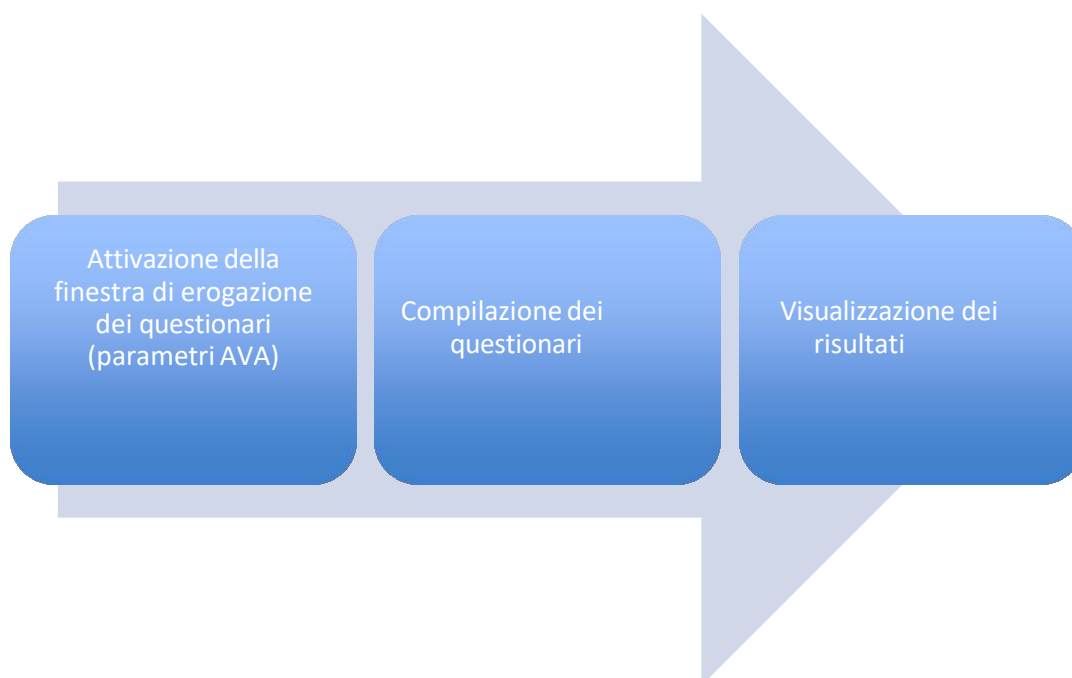 Attivazione della
finestra di erogazione
dei questionari
(parametri AVA)
Compilazione dei
questionari
Visualizzazione dei
risultati